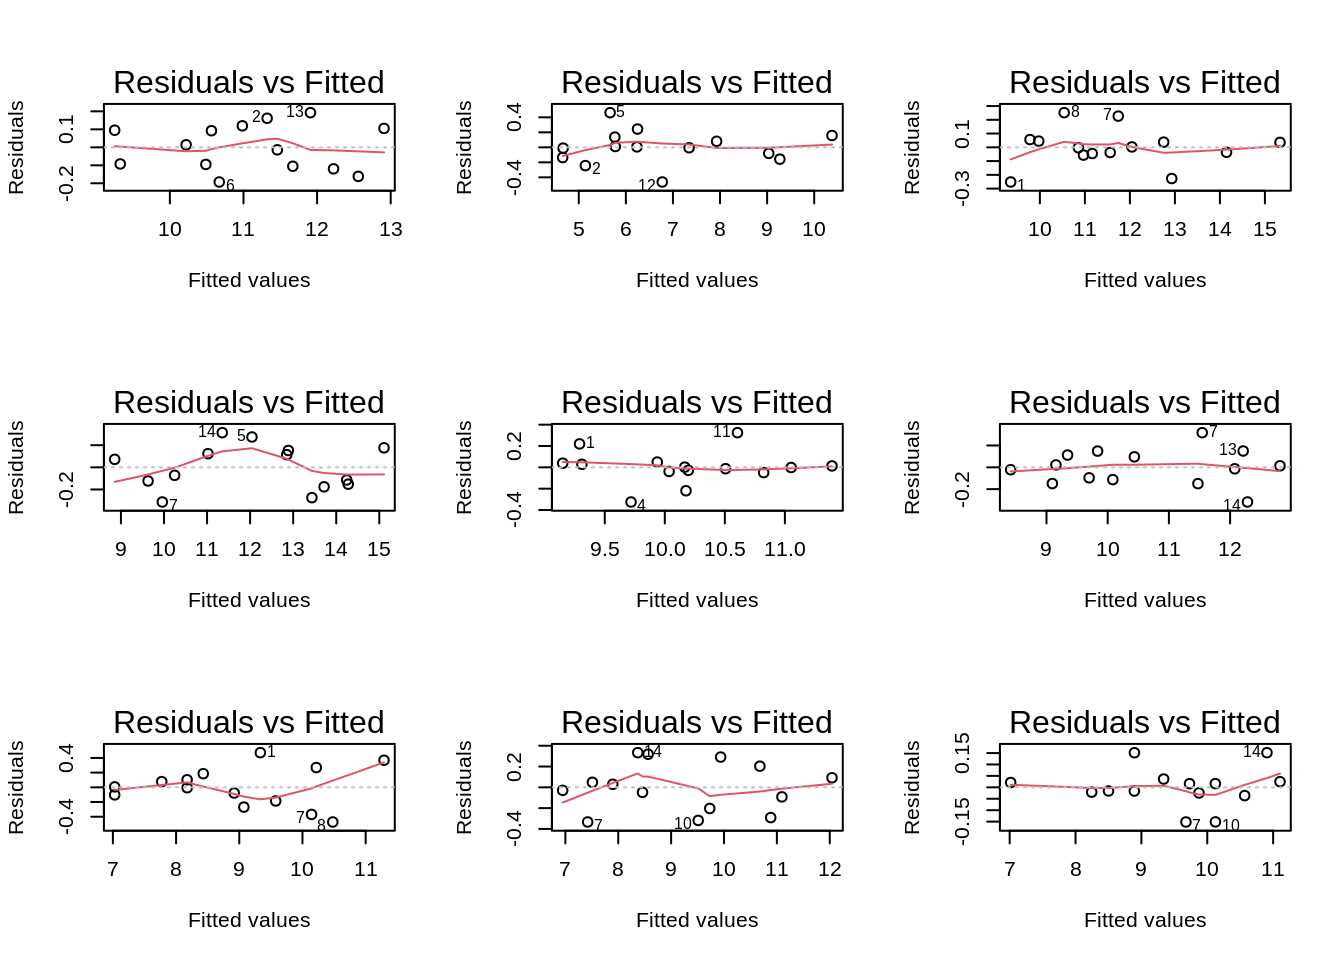 Residuals vs Fitted
Residuals
0.1
-0.2
2
13
6
10 11 12 13
Fitted values
Residuals vs Fitted
Residuals
0.4
-0.4
5
2
12
5 6 7 8 9 10
Fitted values
Residuals vs Fitted
Residuals
0.1
-0.3
8
7
1
10 11 12 13 14 15
Fitted values
Residuals vs Fitted
Residuals
-0.2
14
5
7
9 10 11 12 13 14 15
Fitted values
Residuals vs Fitted
Residuals
0.2
-0.4
1
11
4
9.5 10.0 10.5 11.0
Fitted values
Residuals vs Fitted
Residuals
-0.2
7
13
14
9 10 11 12
Fitted values
Residuals vs Fitted
Residuals
0.4
-0.4
1
7
8
7 8 9 10 11
Fitted values
Residuals vs Fitted
Residuals
0.2
-0.4
14
7
10
7 8 9 10 11 12
Fitted values
Residuals vs Fitted
Residuals
0.15
-0.15
14
7
10
7 8 9 10 11
Fitted values